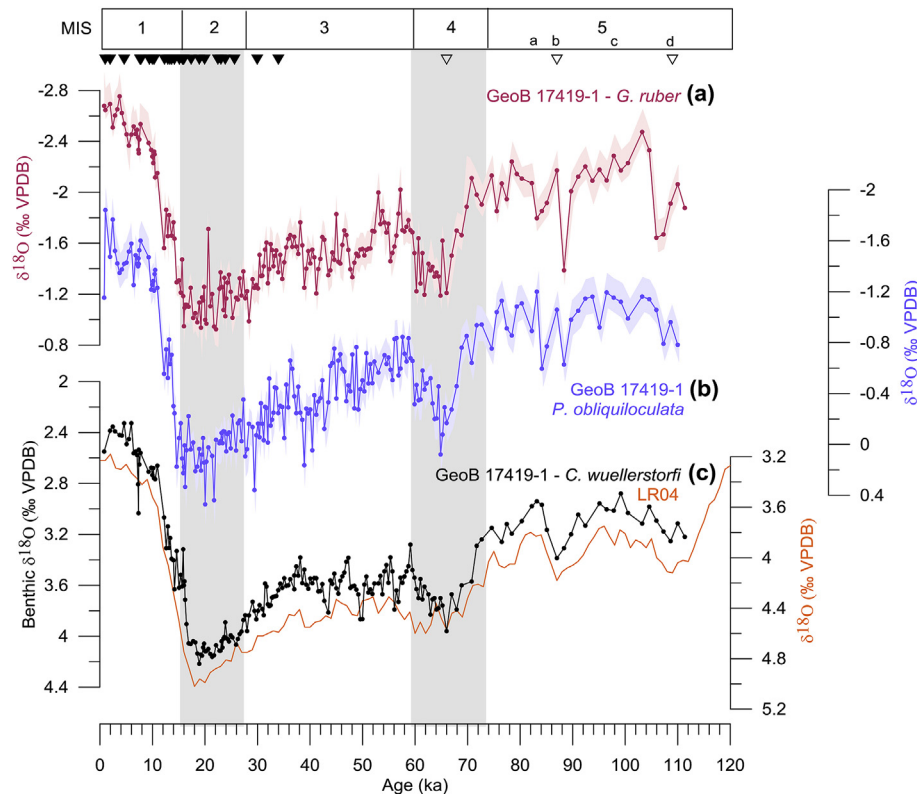 MIS 1 2 3 4 5
a b c d
GeoB 17419-1 - G. ruber (a)
-2.8
-2.4
-2
-1.6
-1.2
-0.8
δ18O (‰ VPDB)
-2
-1.6
-1.2
-0.8
-0.4
0
0.4
δ18O (‰ VPDB)
GeoB 17419-1 (b)
P. obliquiloculata
2
2.4
2.8
3.2
3.6
4
4.4
Benthic δ18O (‰ VPDB)
GeoB 17419-1 - C. wuellerstorfi (c)
LR04
3.2
3.6
4
4.4
4.8
5.2
δ18O (‰ VPDB)
0 10 20 30 40 50 60 70 80 90 100 110 120
Age (ka)